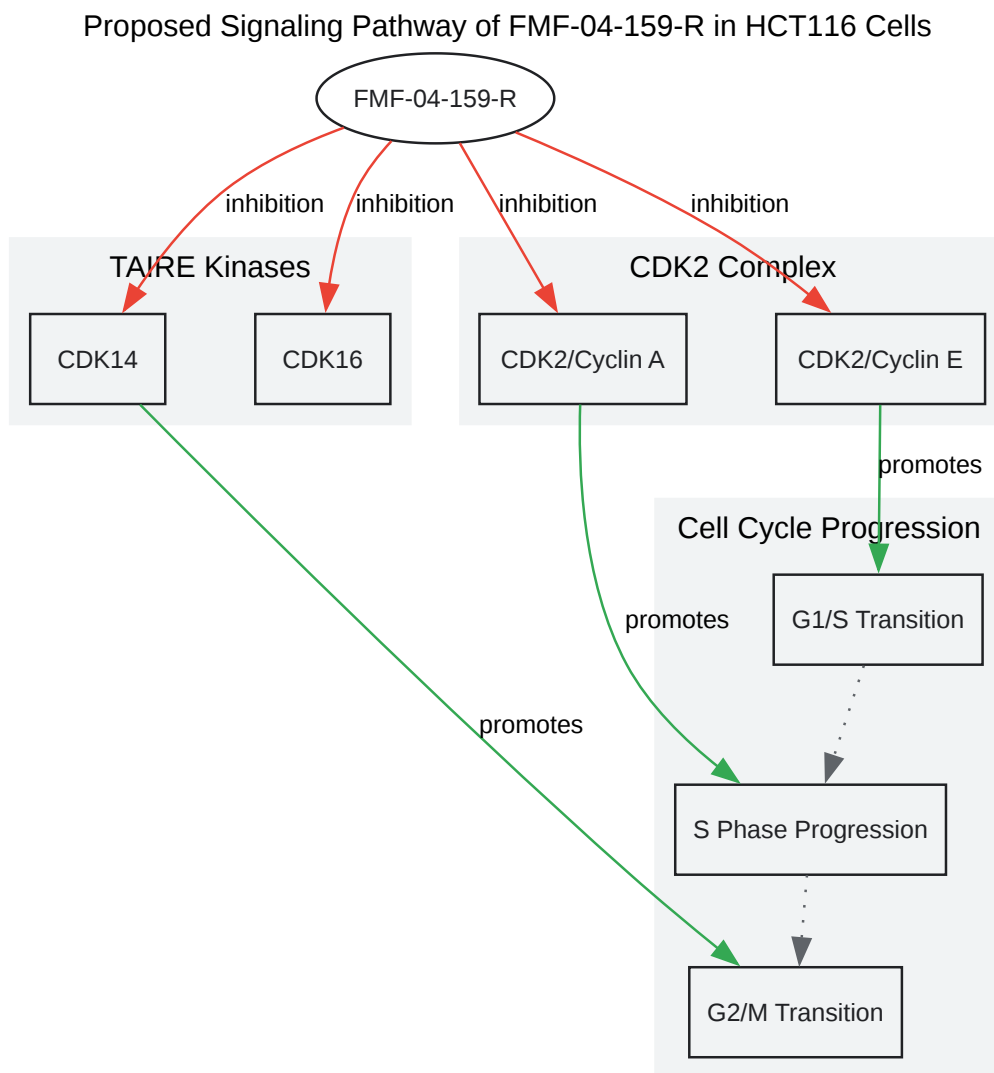 Proposed Signaling Pathway of FMF-04-159-R in HCT116 Cells
FMF-04-159-R
inhibition
inhibition
inhibition
inhibition
TAIRE Kinases
CDK2 Complex
CDK14
CDK16
CDK2/Cyclin A
CDK2/Cyclin E
promotes
Cell Cycle Progression
G1/S Transition
promotes
promotes
S Phase Progression
G2/M Transition